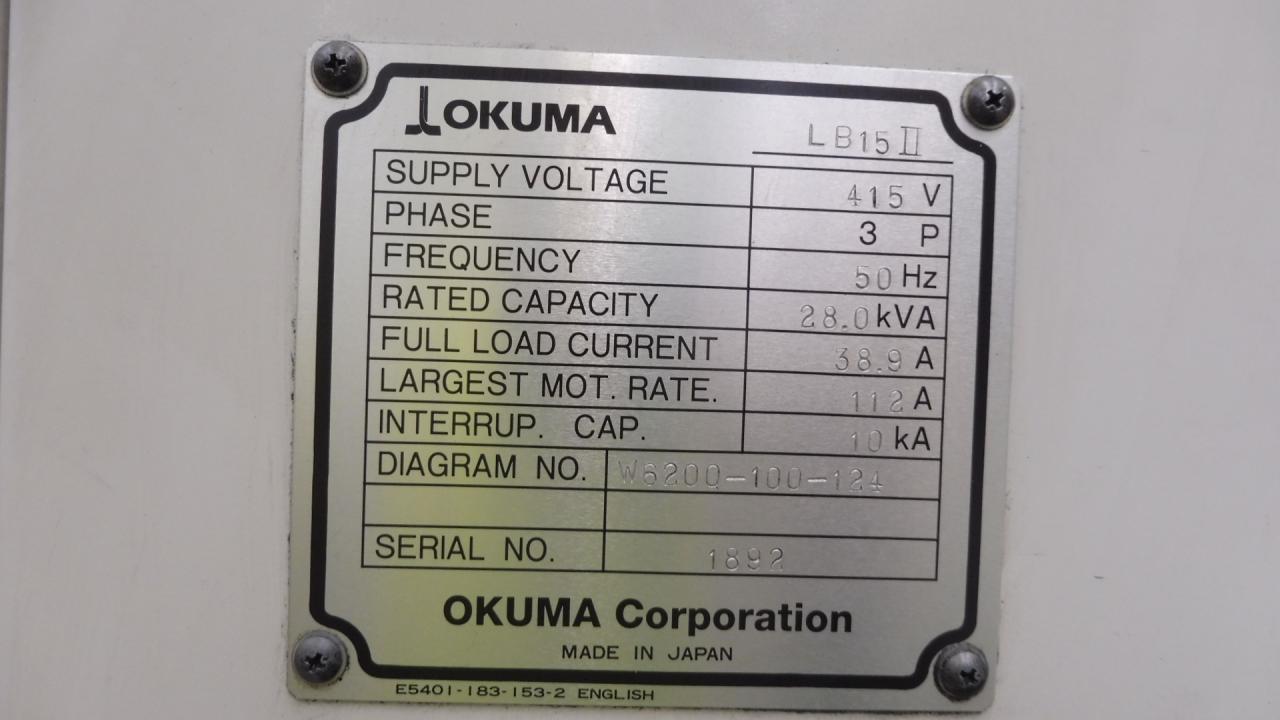 OKUMA
LB15 II
SUPPLY VOLTAGE 415 V
PHASE 3 P
FREQUENCY 50 Hz
RATED CAPACITY 28.0 kVA
FULL LOAD CURRENT 38.9 A
LARGEST MOT. RATE. 112 A
INTERRUP. CAP. 10 kA
DIAGRAM NO. W6200-100-124
SERIAL NO. 1892
OKUMA Corporation
MADE IN JAPAN
E5401-183-153-2 ENGLISH